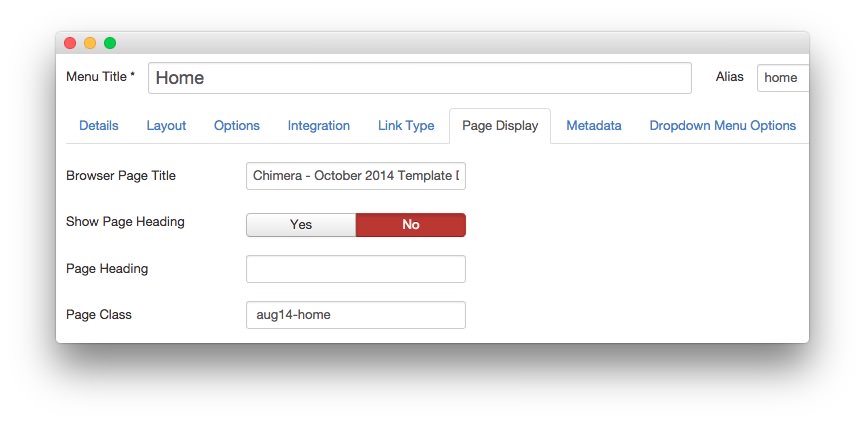 Menu Title * Home Alias home
Details Layout Options Integration Link Type Page Display Metadata Dropdown Menu Options
Browser Page Title Chimera - October 2014 Template
Show Page Heading Yes No
Page Heading
Page Class aug14-home